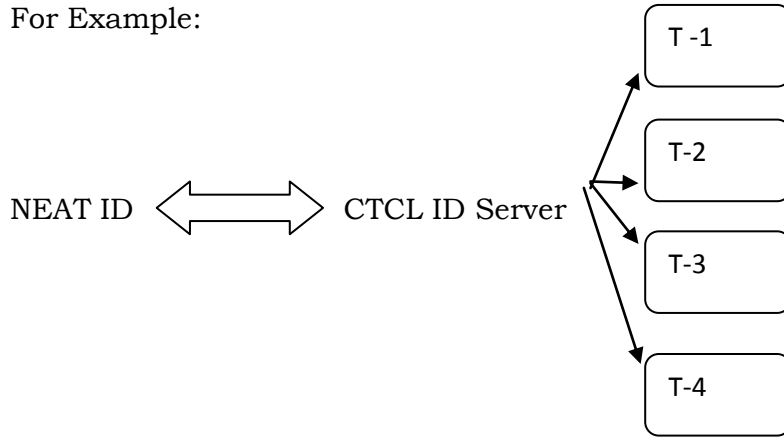 For Example:
T -1
T-2
NEAT ID CTCL ID Server
T-3
T-4